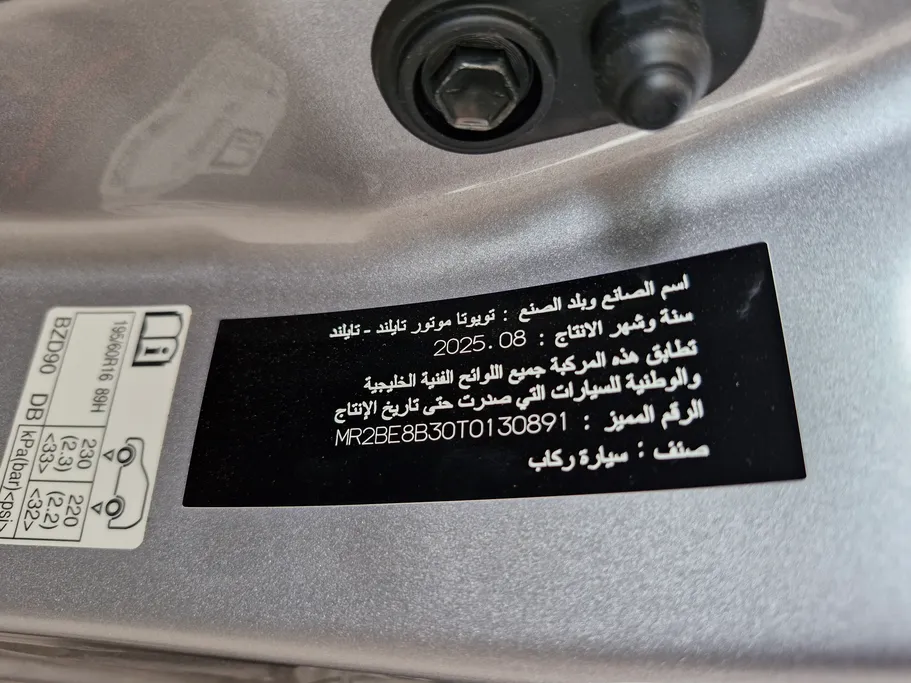 اسم الصانع وبلد الصنع : تويوتا موتور تايلند - تايلند
سنة وشهر الانتاج : 2025.08
تطابق هذه المركبة جميع اللوائح الفنية الخليجية
والوطنية للسيارات التي صدرت حتى تاريخ الإنتاج
الرقم المميز : MR2BE8B30T0130891
صنف : سيارة ركاب
195/60R16 89H
230
(2.3)
<33>
220
(2.2)
<32>
kPa(bar)<psi>
BZD90 DB